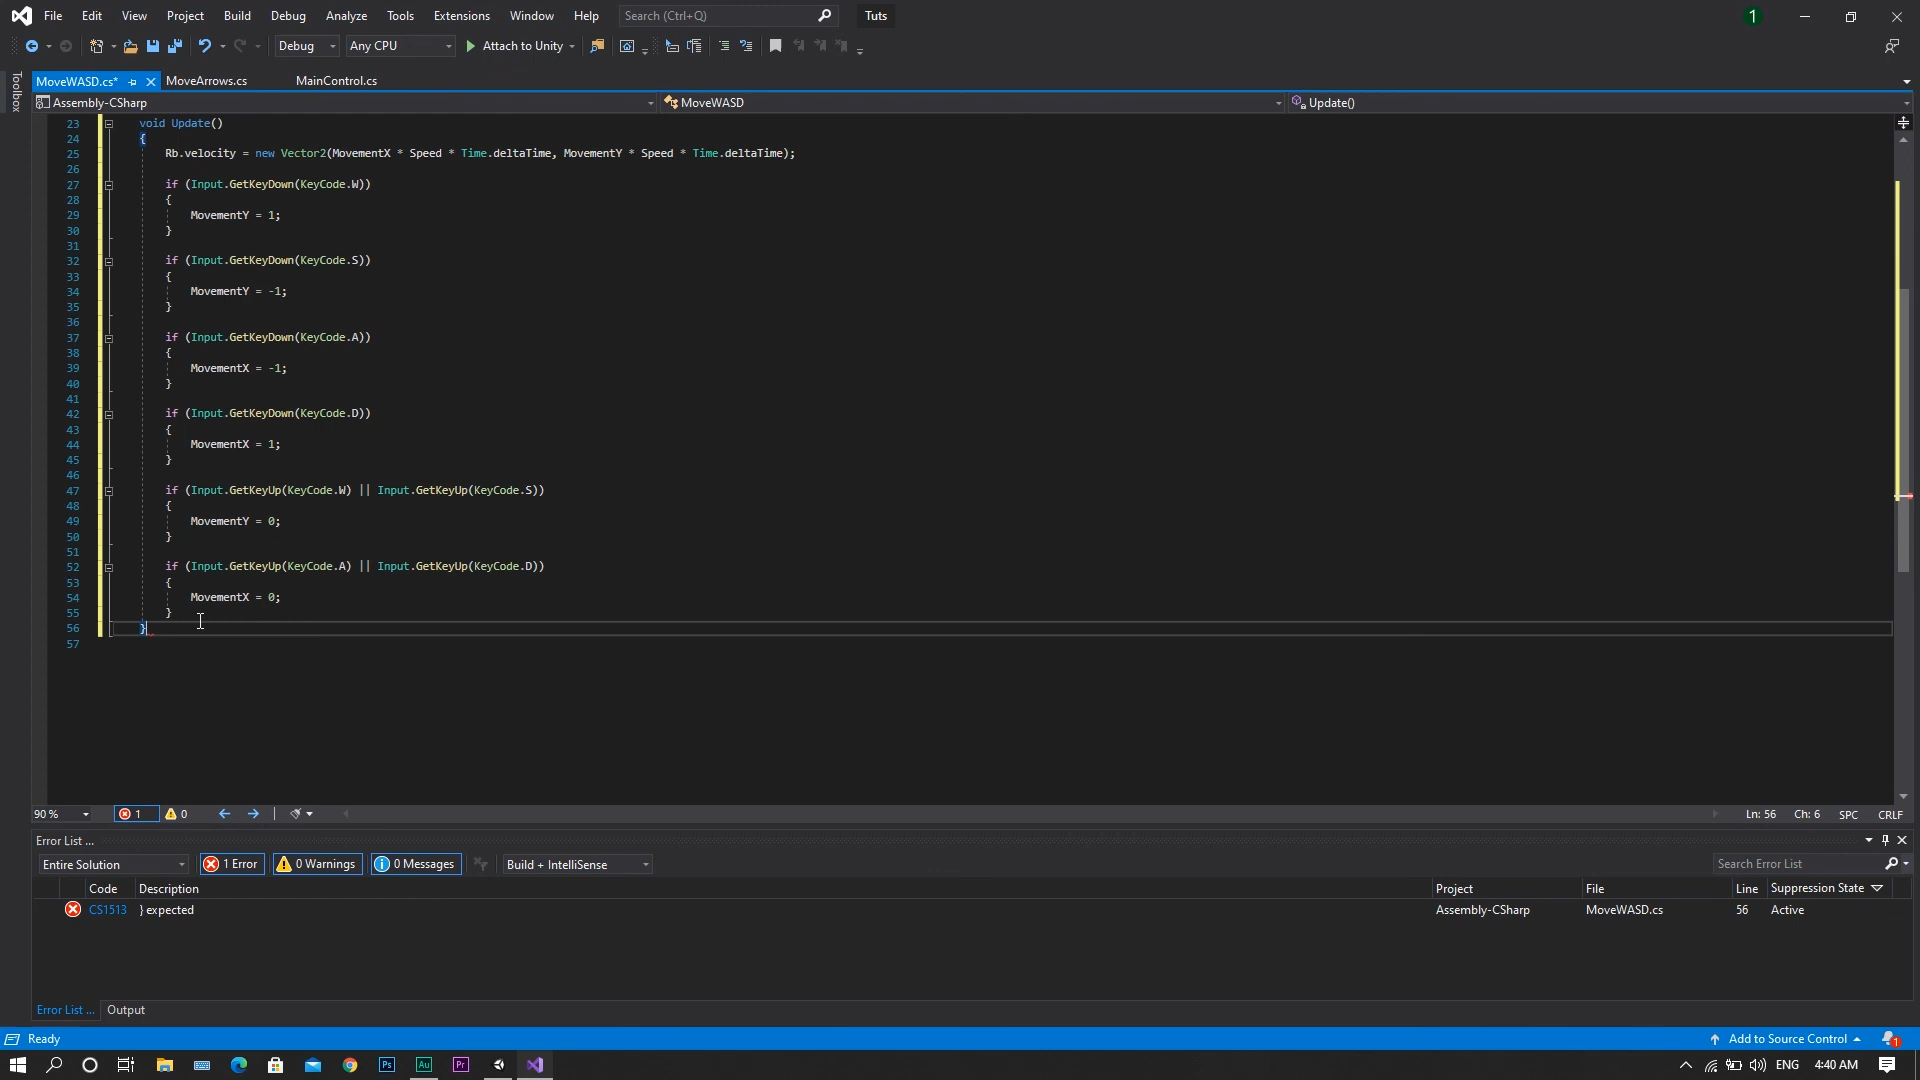 File Edit View Project Build Debug Analyze Tools Extensions Window Help Search (Ctrl+Q) Tuts 1
Debug Any CPU Attach to Unity
Toolbox
MoveWASD.cs* MoveArrows.cs MainControl.cs
Assembly-CSharp MoveWASD Update()
23 void Update()
24 {
25 Rb.velocity = new Vector2(MovementX * Speed * Time.deltaTime, MovementY * Speed * Time.deltaTime);
26
27 if (Input.GetKeyDown(KeyCode.W))
28 {
29 MovementY = 1;
30 }
31
32 if (Input.GetKeyDown(KeyCode.S))
33 {
34 MovementY = -1;
35 }
36
37 if (Input.GetKeyDown(KeyCode.A))
38 {
39 MovementX = -1;
40 }
41
42 if (Input.GetKeyDown(KeyCode.D))
43 {
44 MovementX = 1;
45 }
46
47 if (Input.GetKeyUp(KeyCode.W) || Input.GetKeyUp(KeyCode.S))
48 {
49 MovementY = 0;
50 }
51
52 if (Input.GetKeyUp(KeyCode.A) || Input.GetKeyUp(KeyCode.D))
53 {
54 MovementX = 0;
55 }
56 }
57
90 % 1 0 Ln: 56 Ch: 6 SPC CRLF
Error List ...
Entire Solution 1 Error 0 Warnings 0 Messages Build + IntelliSense Search Error List
Code Description Project File Line Suppression State
CS1513 } expected Assembly-CSharp MoveWASD.cs 56 Active
Error List ... Output
Ready Add to Source Control 1
Ps Au Pr ENG 4:40 AM